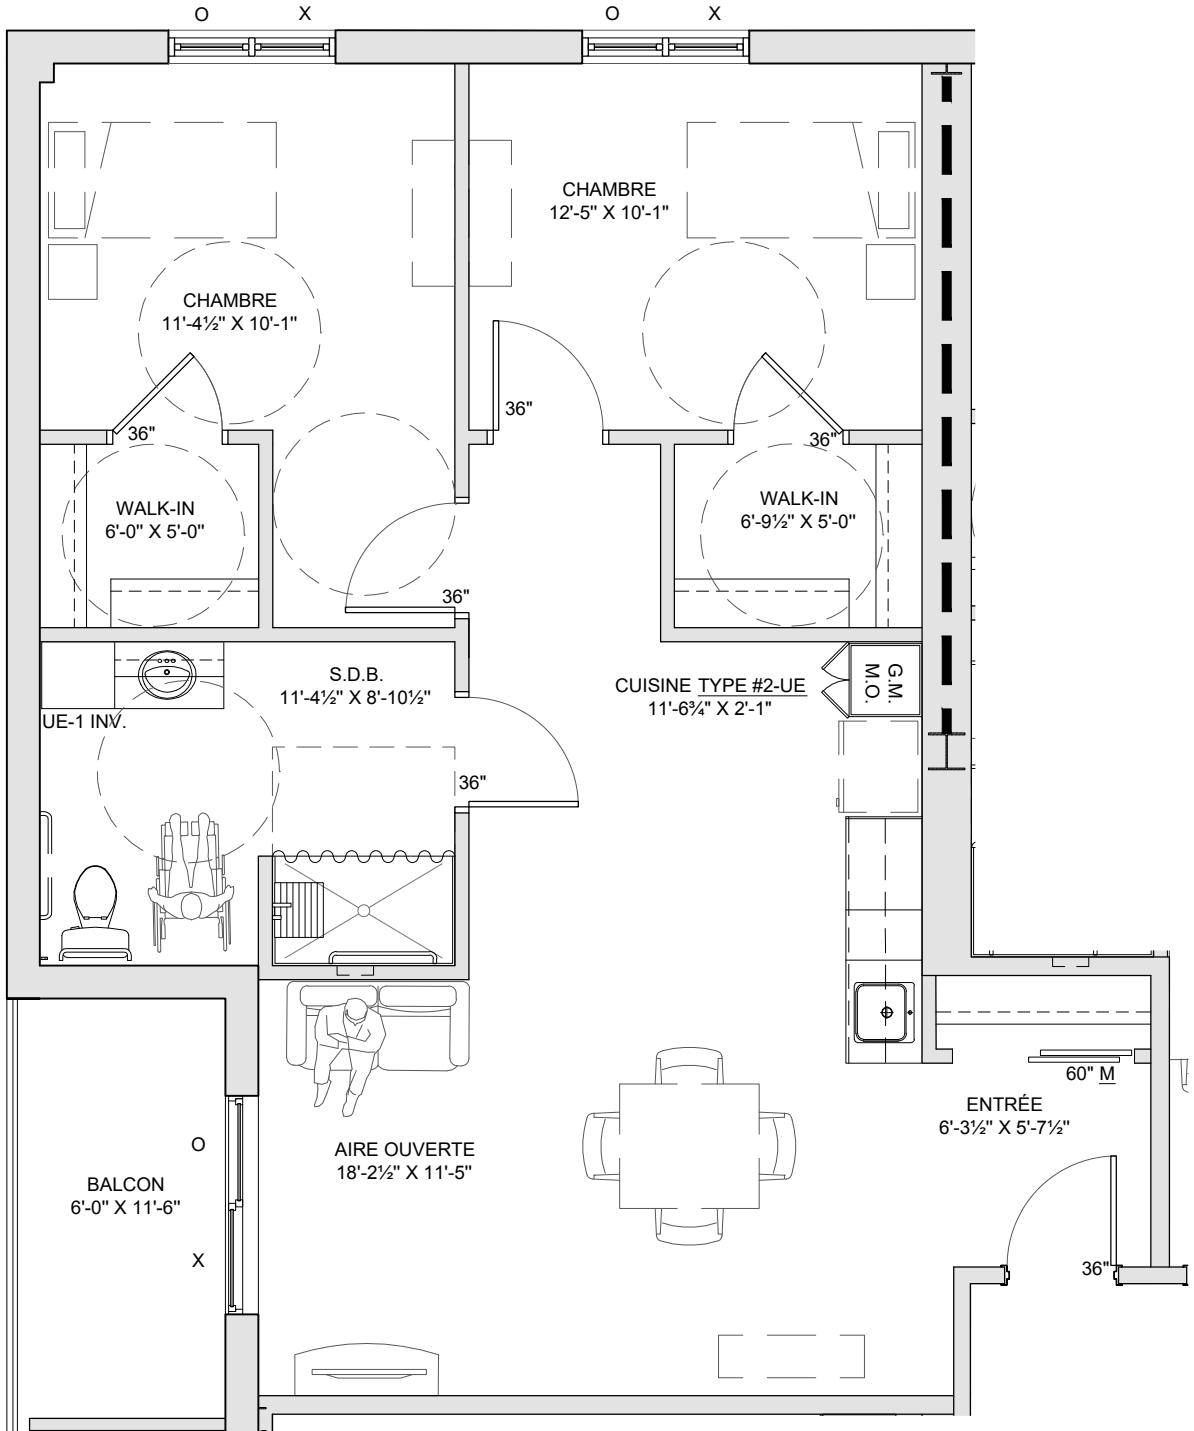 O X O X
CHAMBRE
12'-5" X 10'-1"
CHAMBRE
11'-4½" X 10'-1"
36"
36"
36"
WALK-IN
6'-0" X 5'-0"
WALK-IN
6'-9½" X 5'-0"
36"
S.D.B.
11'-4½" X 8'-10½"
CUISINE TYPE #2-UE
11'-6¾" X 2'-1"
G.M.
M.O.
UE-1 INV.
36"
60" M
ENTRÉE
6'-3½" X 5'-7½"
O
AIRE OUVERTE
18'-2½" X 11'-5"
BALCON
6'-0" X 11'-6"
X
36"